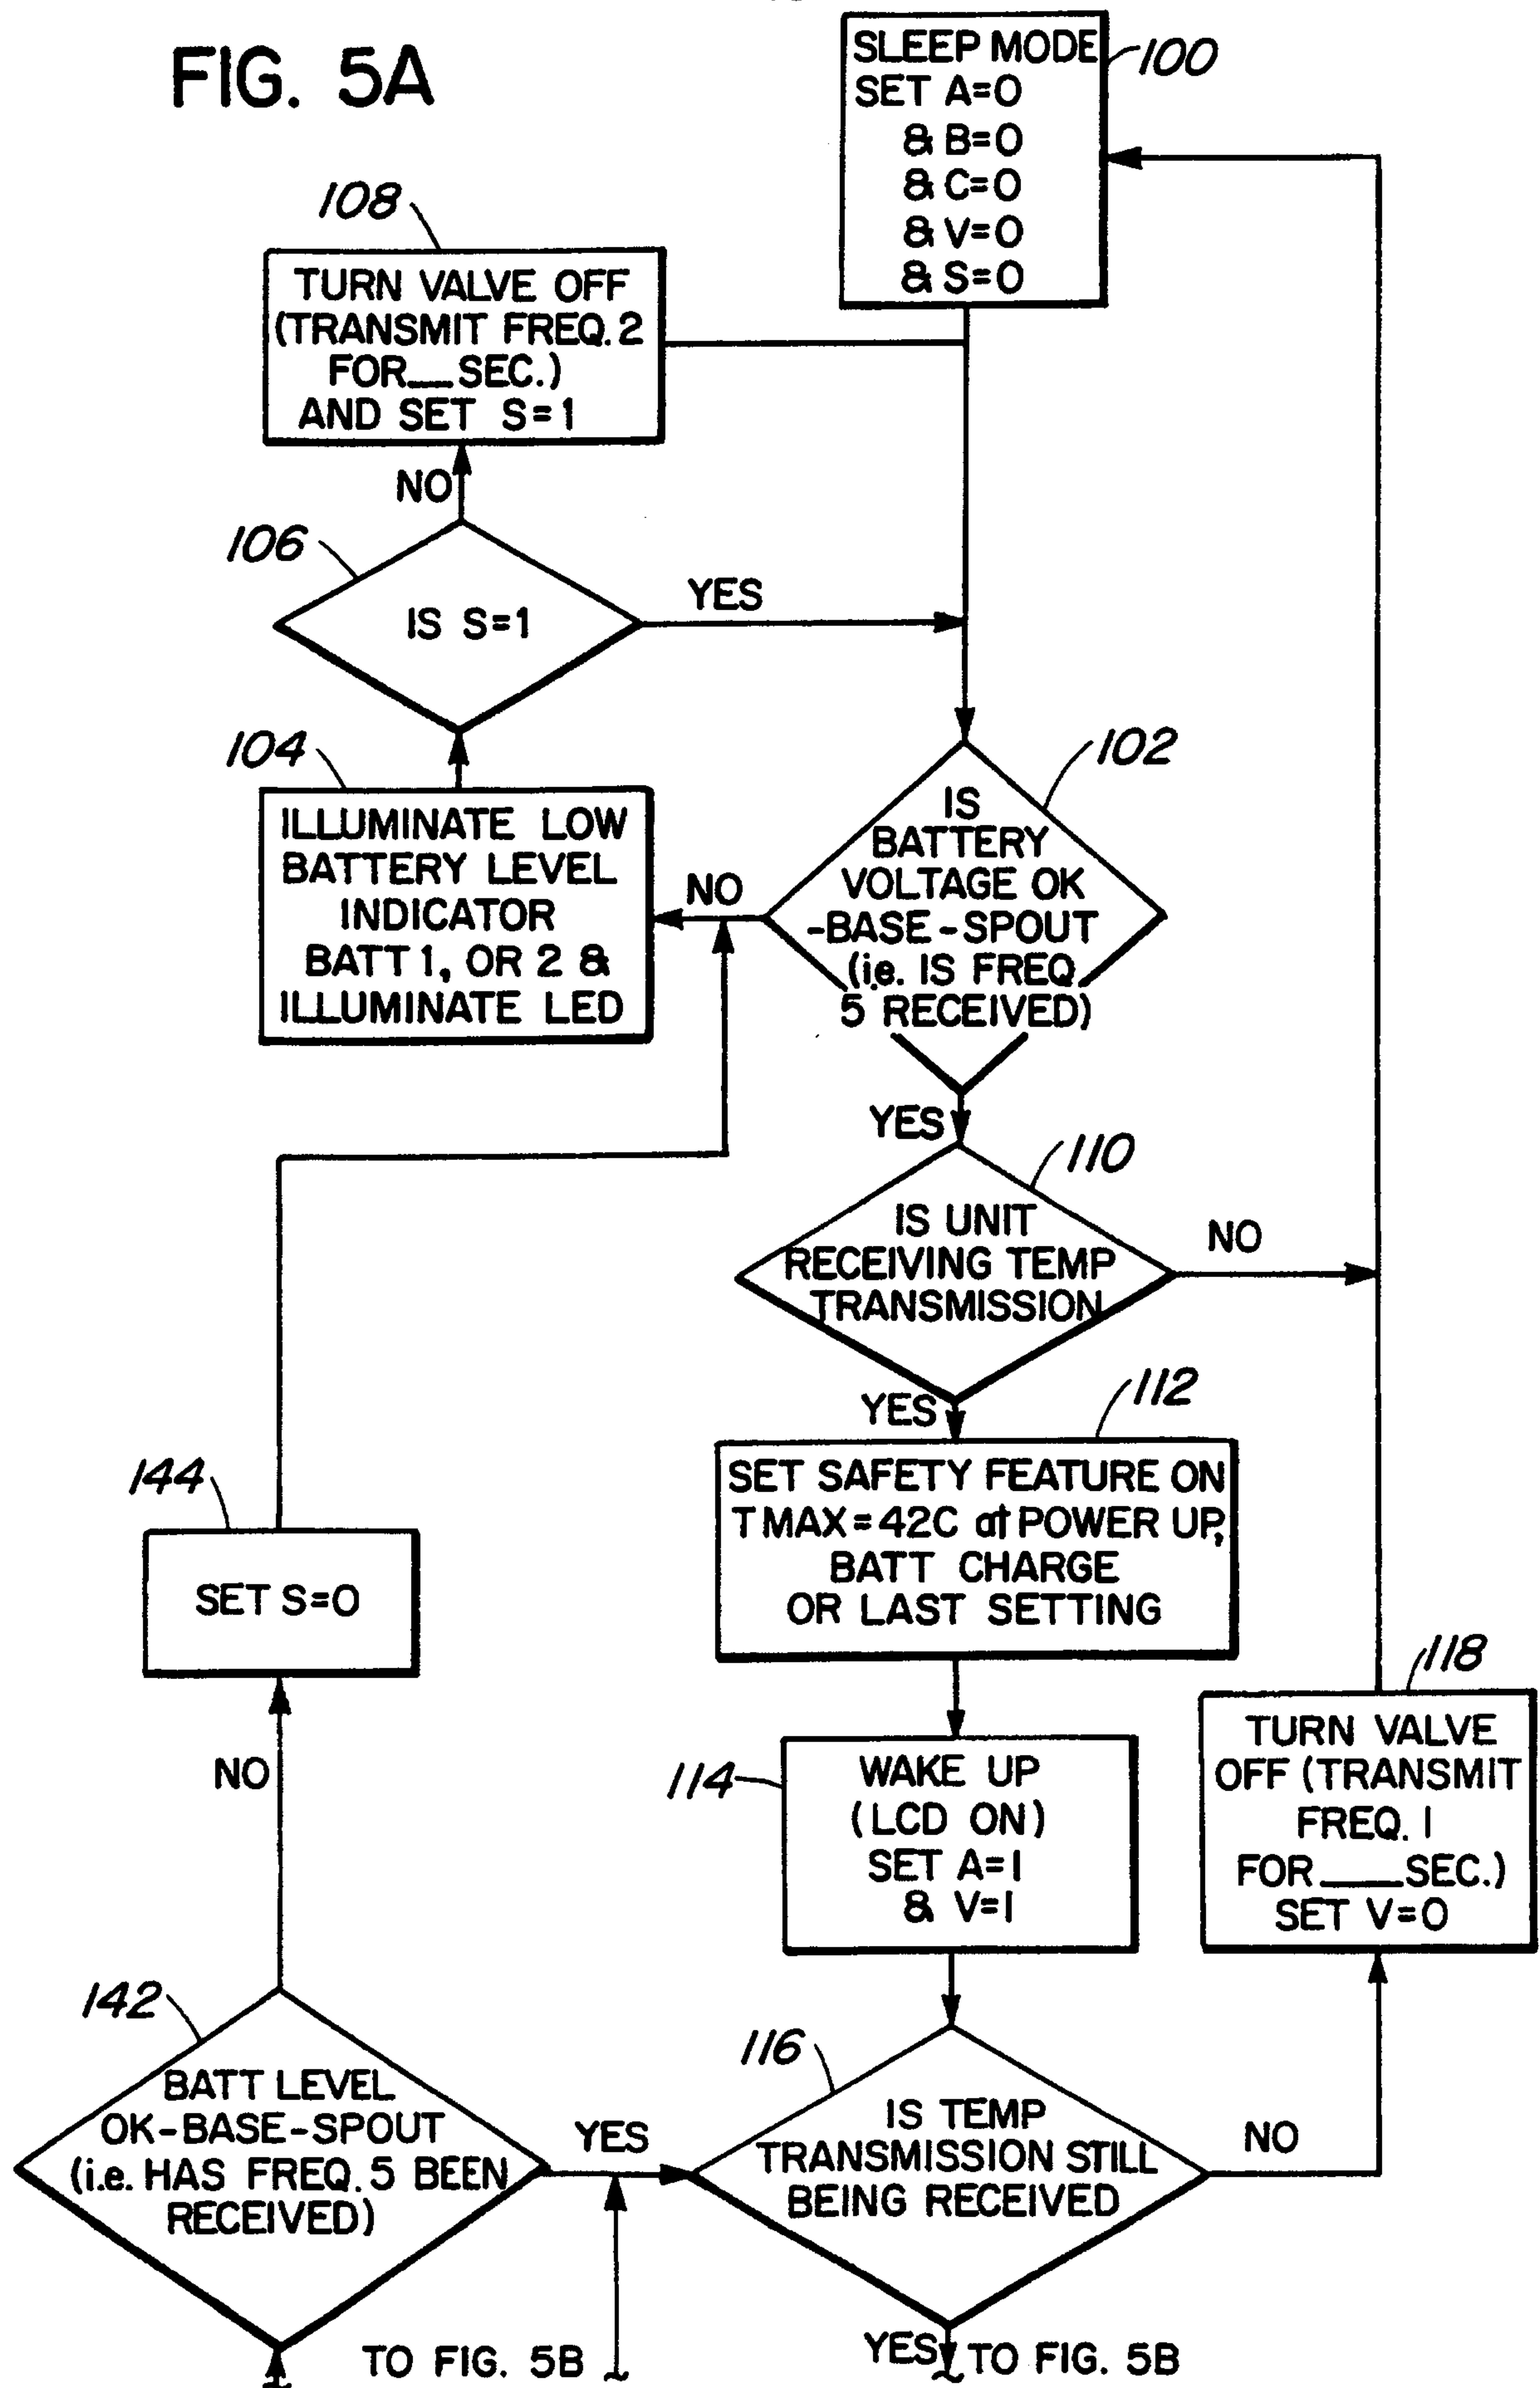 FIG. 5A
SLEEP MODE
SET A=0
& B=0
& C=0
& V=0
& S=0
100
108
TURN VALVE OFF
(TRANSMIT FREQ. 2
FOR__SEC.)
AND SET S=1
NO
106
IS S=1
YES
104
ILLUMINATE LOW
BATTERY LEVEL
INDICATOR
BATT 1, OR 2 &
ILLUMINATE LED
NO
102
IS
BATTERY
VOLTAGE OK
-BASE-SPOUT
(i.e. IS FREQ.
5 RECEIVED)
YES
110
IS UNIT
RECEIVING TEMP
TRANSMISSION
NO
YES
112
SET SAFETY FEATURE ON
T MAX=42C at POWER UP,
BATT CHARGE
OR LAST SETTING
144
SET S=0
NO
114
WAKE UP
(LCD ON)
SET A=1
& V=1
118
TURN VALVE
OFF (TRANSMIT
FREQ. 1
FOR___SEC.)
SET V=0
142
BATT LEVEL
OK-BASE-SPOUT
(i.e. HAS FREQ. 5 BEEN
RECEIVED)
YES
116
IS TEMP
TRANSMISSION STILL
BEING RECEIVED
NO
TO FIG. 5B
YES
TO FIG. 5B